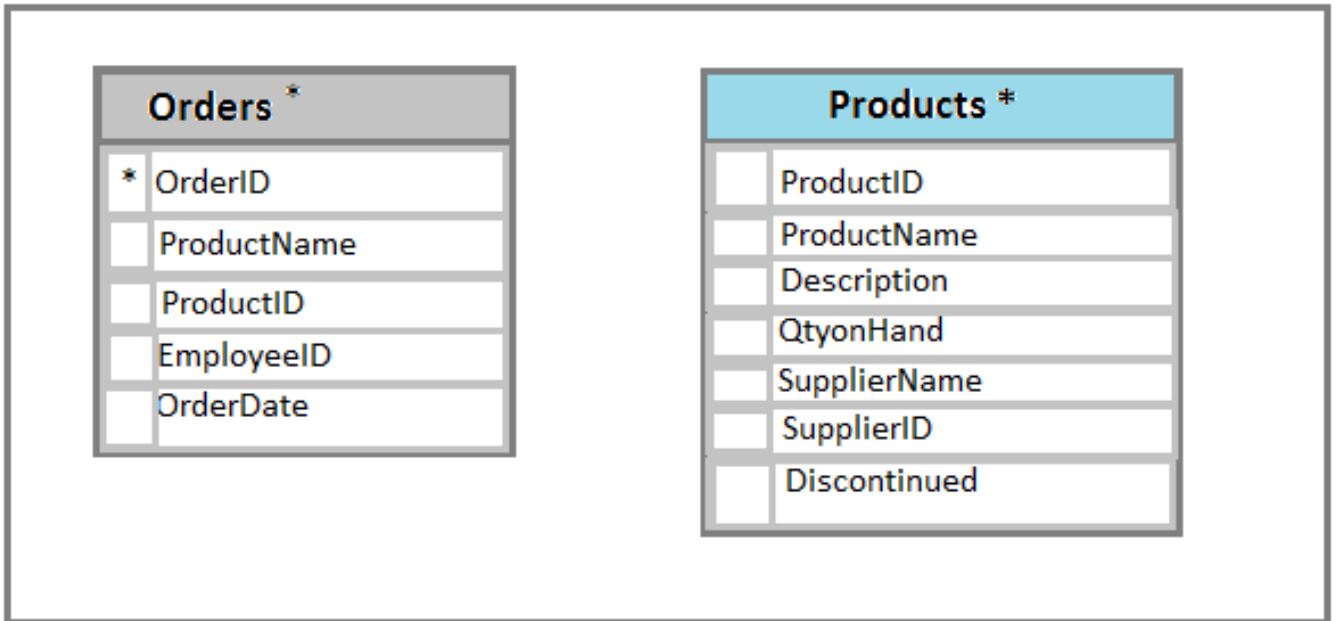 Orders *
* OrderID
ProductName
ProductID
EmployeeID
OrderDate
Products *
ProductID
ProductName
Description
QtyonHand
SupplierName
SupplierID
Discontinued